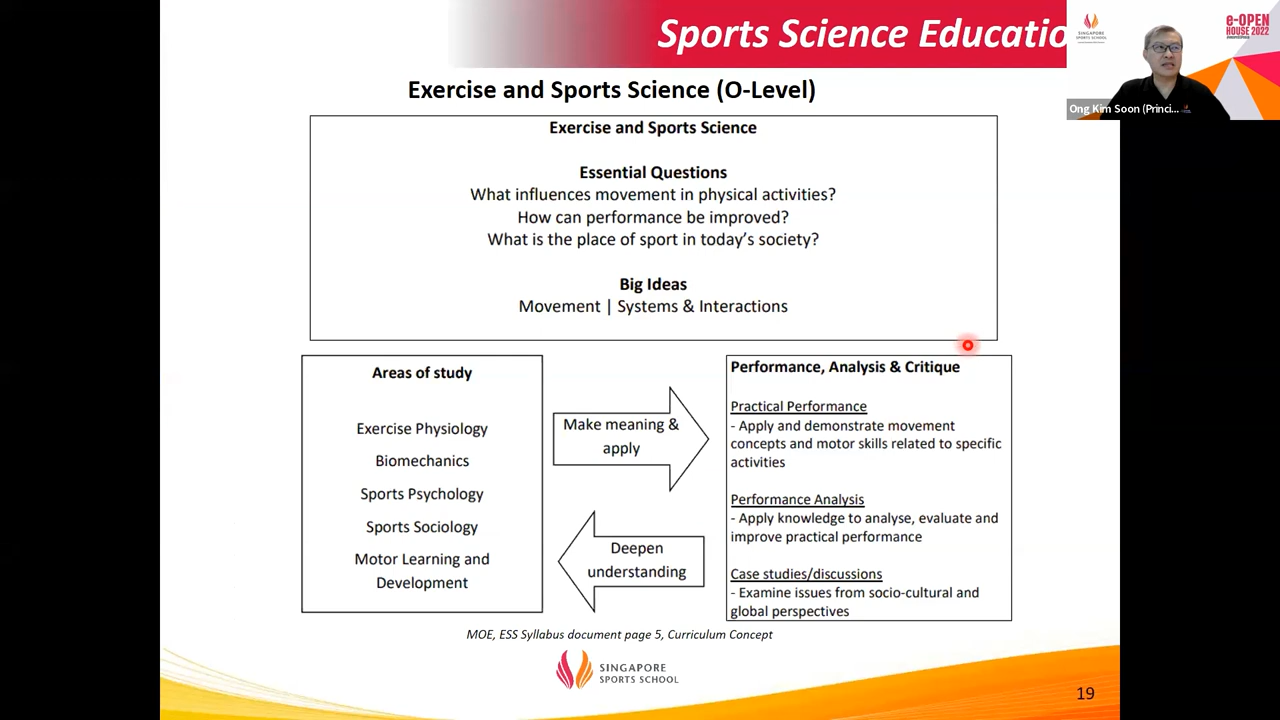 Sports Science Educatio
SINGAPORE
SPORTS SCHOOL
e-OPEN
HOUSE 2022
Ong Kim Soon (Princi...
Exercise and Sports Science (O-Level)
Exercise and Sports Science
Essential Questions
What influences movement in physical activities?
How can performance be improved?
What is the place of sport in today's society?
Big Ideas
Movement | Systems & Interactions
Areas of study
Exercise Physiology
Biomechanics
Sports Psychology
Sports Sociology
Motor Learning and
Development
Make meaning &
apply
Deepen
understanding
Performance, Analysis & Critique
Practical Performance
- Apply and demonstrate movement
concepts and motor skills related to specific
activities
Performance Analysis
- Apply knowledge to analyse, evaluate and
improve practical performance
Case studies/discussions
- Examine issues from socio-cultural and
global perspectives
MOE, ESS Syllabus document page 5, Curriculum Concept
SINGAPORE
SPORTS SCHOOL
19